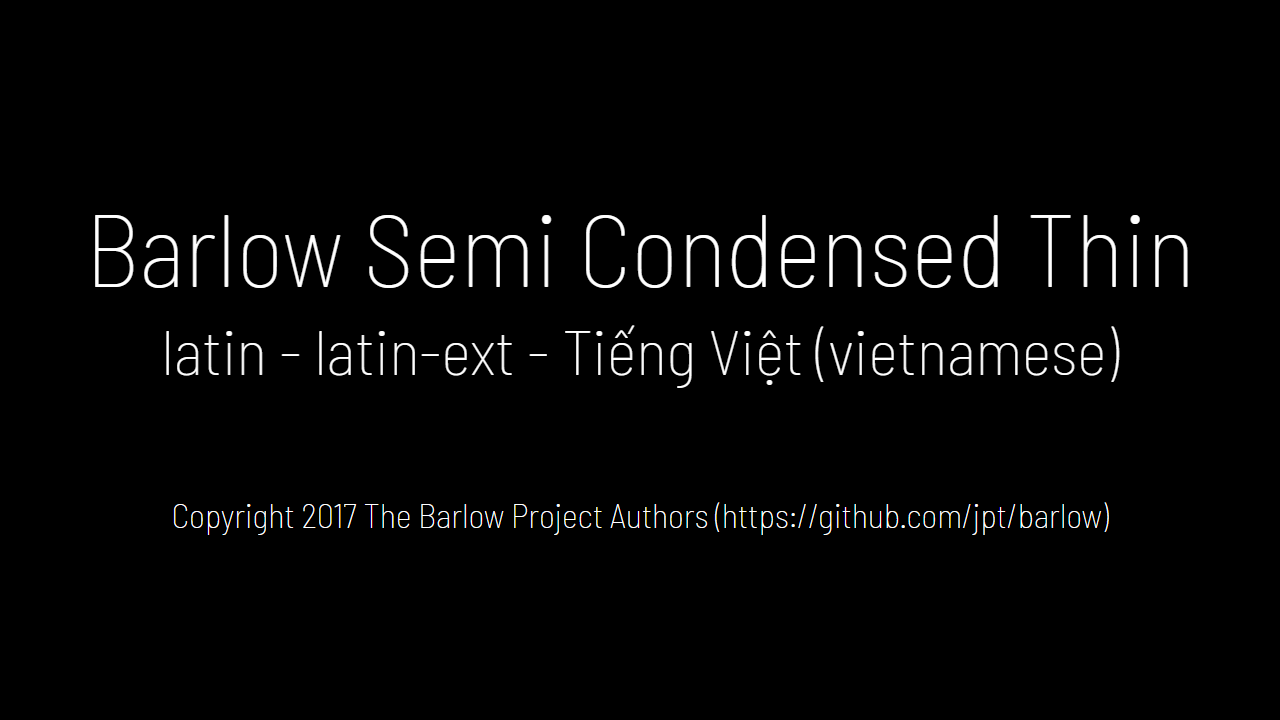 Barlow Semi Condensed Thin
latin - latin-ext - Tiếng Việt (vietnamese)
Copyright 2017 The Barlow Project Authors (https://github.com/jpt/barlow)